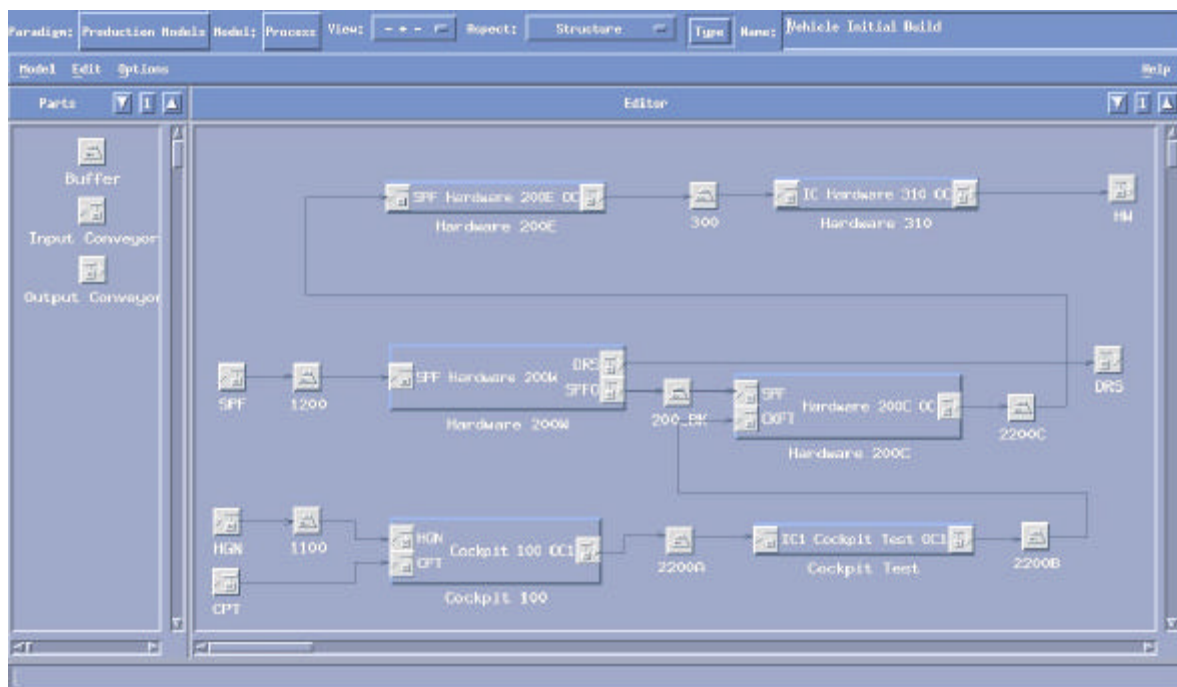 Paradigm: Production Models Model: Process View: - + - Aspect: Structure Type Name: Vehicle Initial Build
Model Edit Options Help
Parts Editor
Buffer
Input Conveyor
Output Conveyor
SPF Hardware 200E OC
Hardware 200E
300
IC Hardware 310 OC
Hardware 310
HW
SPF
1200
SPF Hardware 200W
DRS
SPFO
Hardware 200W
200_BK
SPF
CKFT
Hardware 200C OC
Hardware 200C
2200C
DRS
HGN
1100
CPT
HGN
CPT
Cockpit 100 OC1
Cockpit 100
2200A
IC1 Cockpit Test OC1
Cockpit Test
2200B